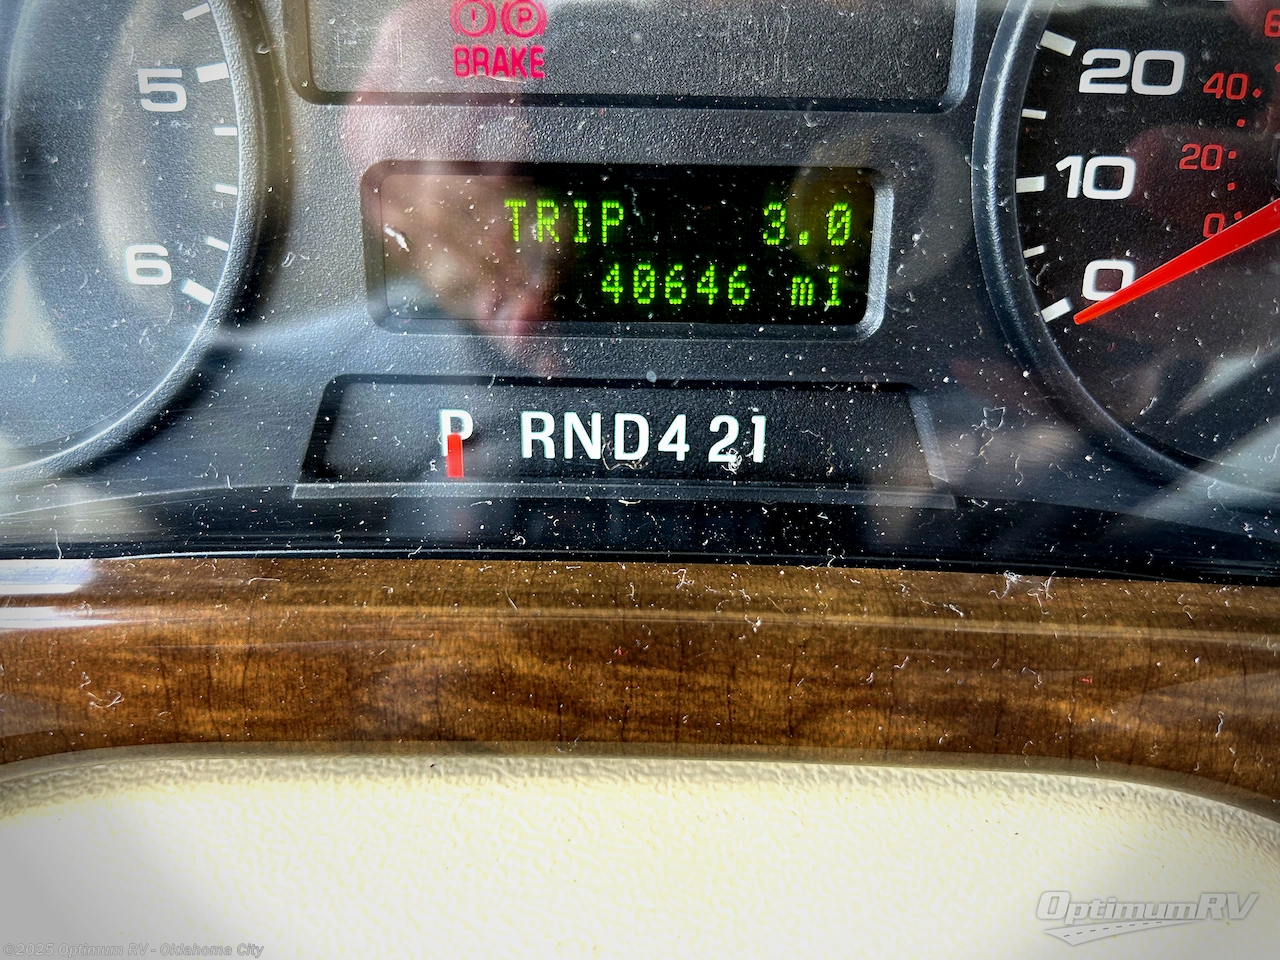 ! P
BRAKE
5
6
TRIP 3.0
40646 mi
P RND421
20
10
0
40
20
0
OptimumRV
©2025 Optimum RV - Oklahoma City